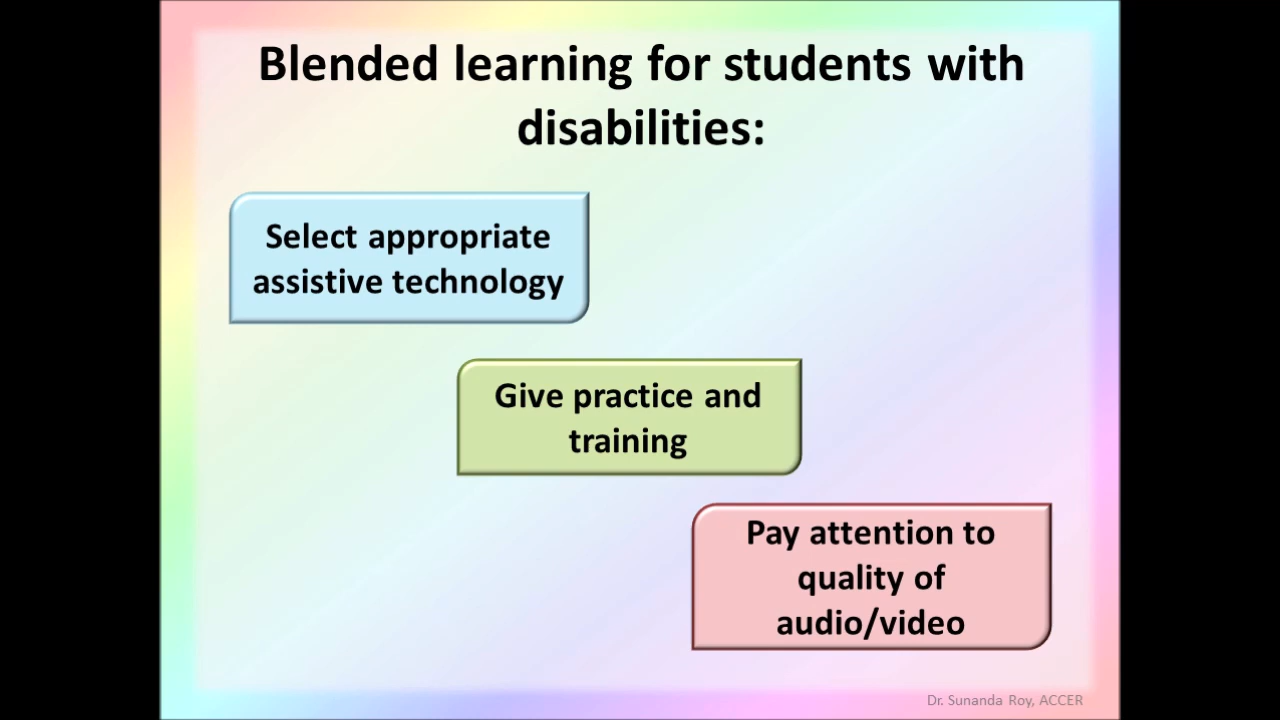 Blended learning for students with
disabilities:
Select appropriate
assistive technology
Give practice and
training
Pay attention to
quality of
audio/video
Dr. Sunanda Roy, ACCER